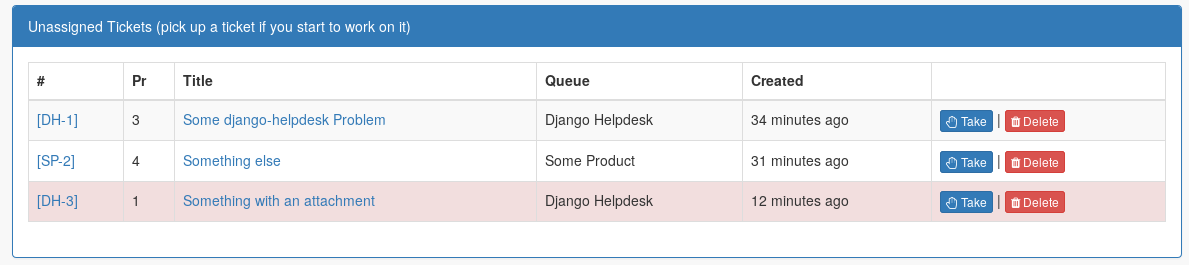 Unassigned Tickets (pick up a ticket if you start to work on it)
# Pr Title Queue Created
[DH-1] 3 Some django-helpdesk Problem Django Helpdesk 34 minutes ago Take | Delete
[SP-2] 4 Something else Some Product 31 minutes ago Take | Delete
[DH-3] 1 Something with an attachment Django Helpdesk 12 minutes ago Take | Delete